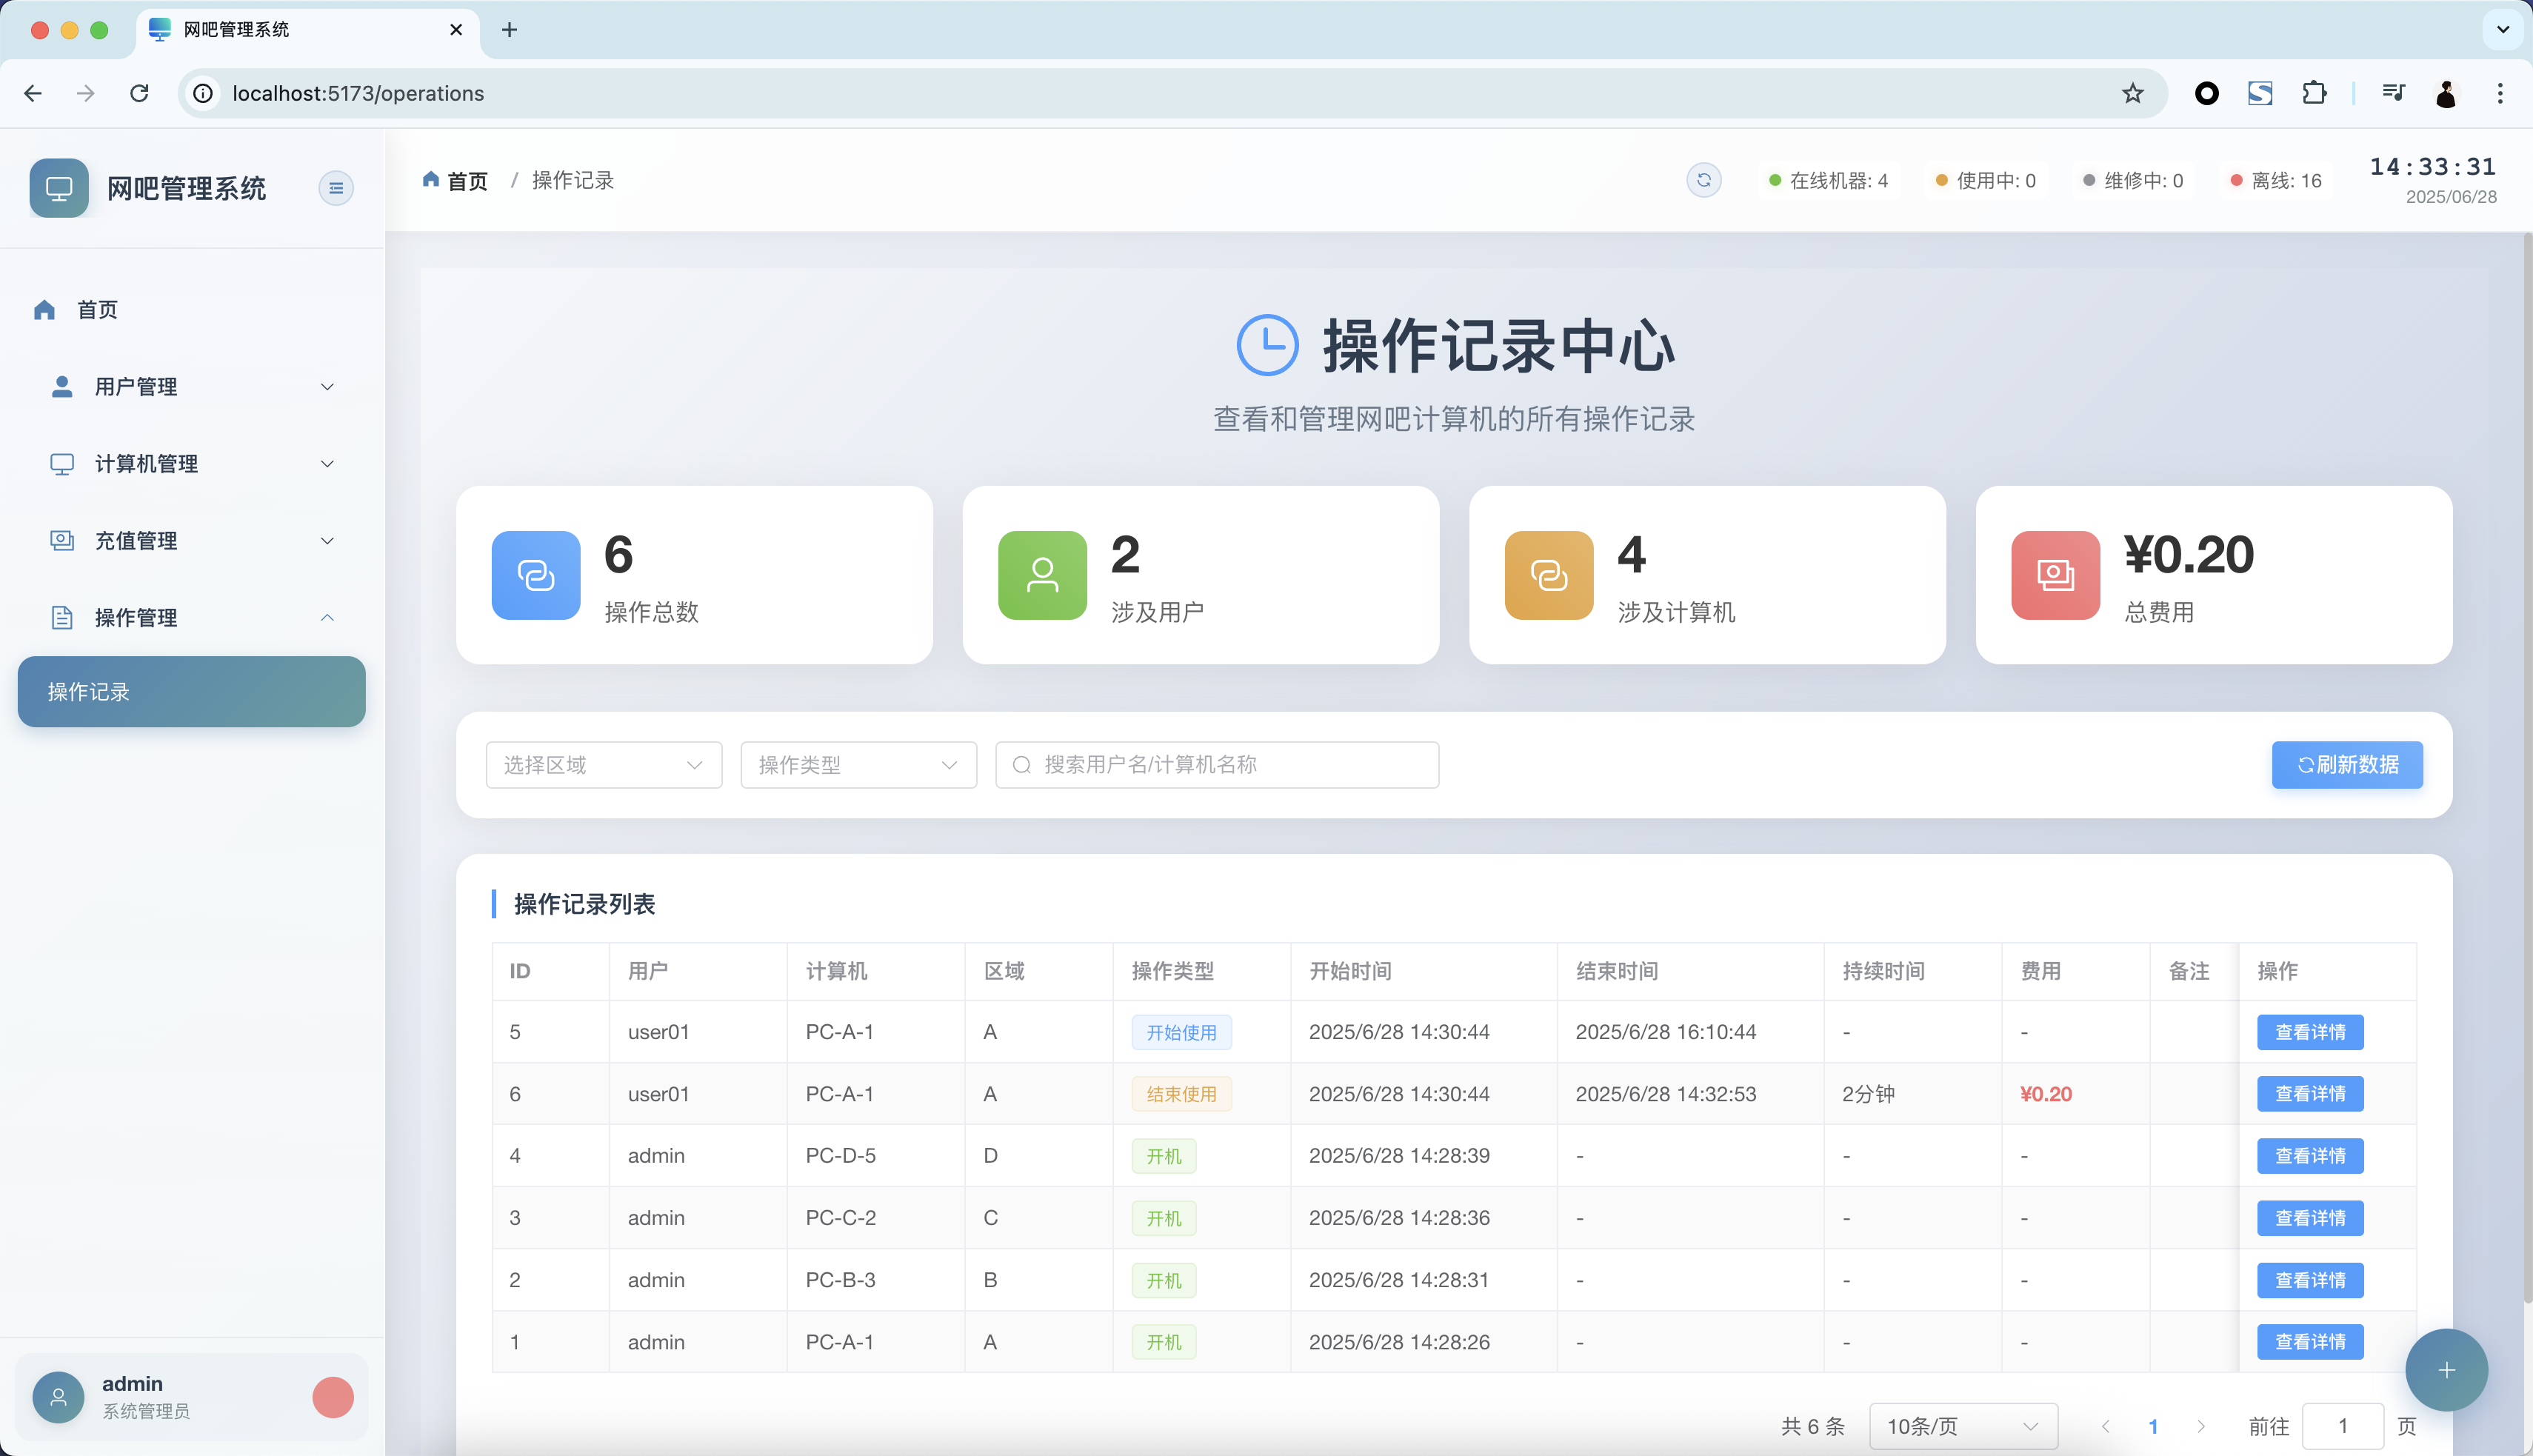 网吧管理系统
localhost:5173/operations
网吧管理系统
首页 / 操作记录
在线机器: 4
使用中: 0
维修中: 0
离线: 16
14:33:31
2025/06/28
首页
用户管理
计算机管理
充值管理
操作管理
操作记录
admin
系统管理员
操作记录中心
查看和管理网吧计算机的所有操作记录
6
操作总数
2
涉及用户
4
涉及计算机
¥0.20
总费用
选择区域
操作类型
搜索用户名/计算机名称
刷新数据
操作记录列表
ID 用户 计算机 区域 操作类型 开始时间 结束时间 持续时间 费用 备注 操作
5 user01 PC-A-1 A 开始使用 2025/6/28 14:30:44 2025/6/28 16:10:44 - - 查看详情
6 user01 PC-A-1 A 结束使用 2025/6/28 14:30:44 2025/6/28 14:32:53 2分钟 ¥0.20 查看详情
4 admin PC-D-5 D 开机 2025/6/28 14:28:39 - - - 查看详情
3 admin PC-C-2 C 开机 2025/6/28 14:28:36 - - - 查看详情
2 admin PC-B-3 B 开机 2025/6/28 14:28:31 - - - 查看详情
1 admin PC-A-1 A 开机 2025/6/28 14:28:26 - - - 查看详情
共 6 条 10条/页 1 前往 1 页